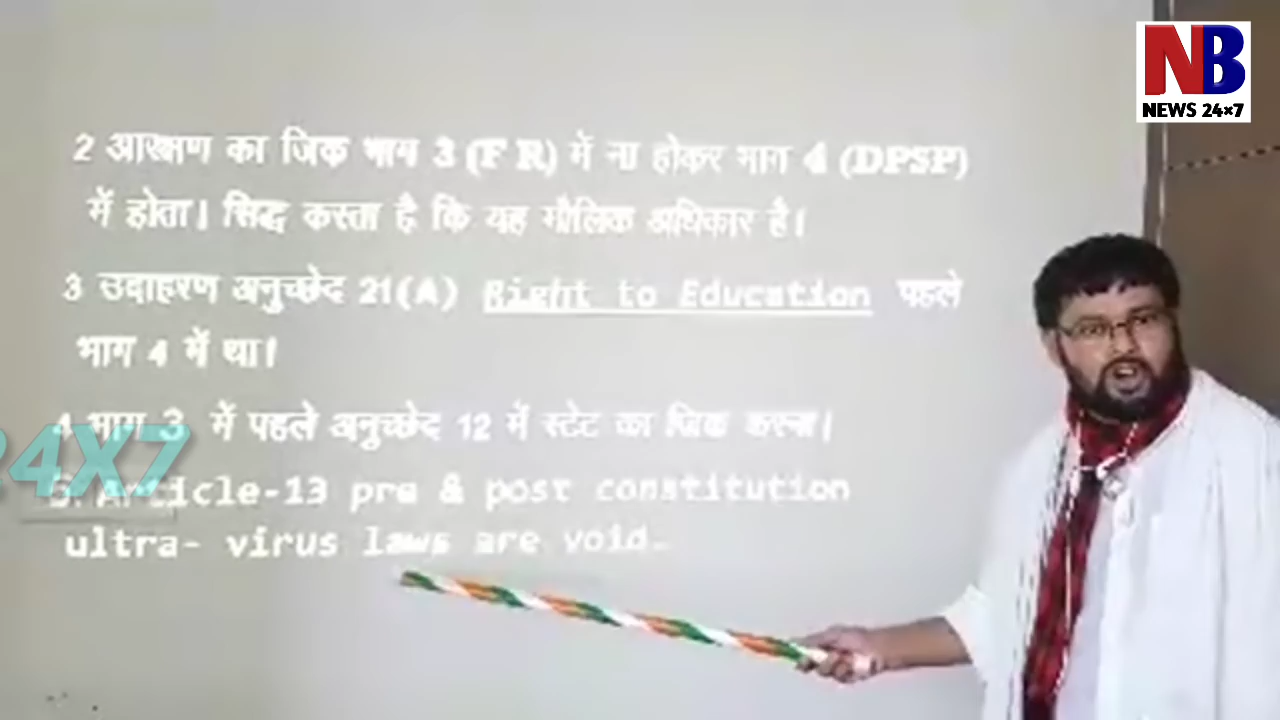 2 आरक्षण का जिक भाग 3 (F R) में ना होकर भाग 4 (DPSP)
में होता। सिद्ध करता है कि यह मौलिक अधिकार है।
3 उदाहरण अनुच्छेद 21(A) Right to Education पहले
भाग 4 में था।
4 भाग 3 में पहले अनुच्छेद 12 में स्टेट का जिक करना।
5. Article-13 pre & post constitution
ultra- virus laws are void.
24X7
NB
NEWS 24×7